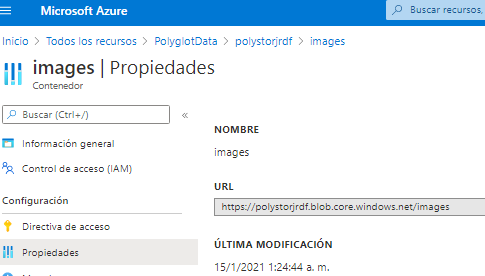 Microsoft Azure
Buscar recursos,
Inicio > Todos los recursos > PolyglotData > polystorjrdf > images
images | Propiedades
Contenedor
Buscar (Ctrl+/)
«
Información general
Control de acceso (IAM)
Configuración
Directiva de acceso
Propiedades
NOMBRE
images
URL
https://polystorjrdf.blob.core.windows.net/images
ÚLTIMA MODIFICACIÓN
15/1/2021 1:24:44 a. m.